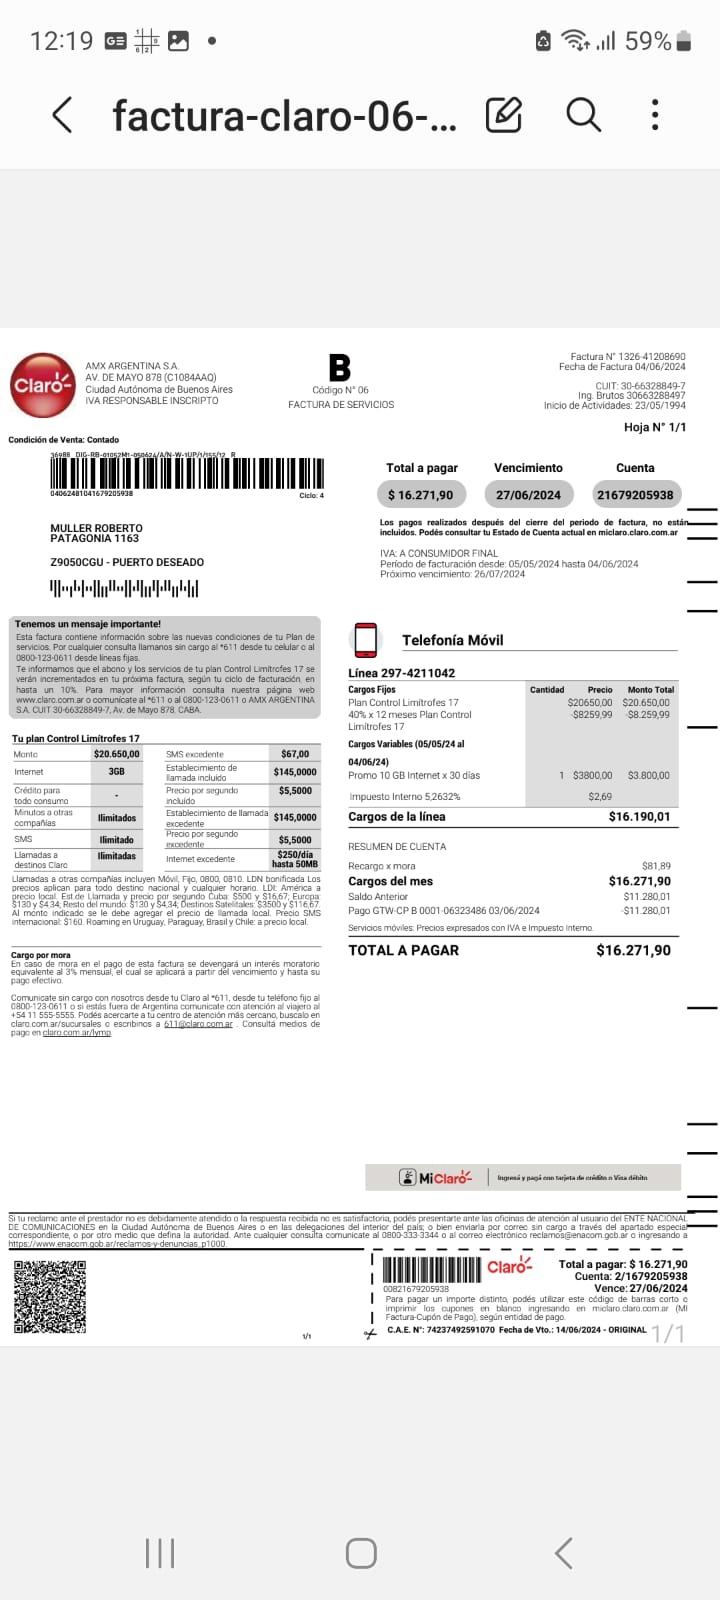 12:19
59%
factura-claro-06-...
Claro
AMX ARGENTINA S.A.
AV. DE MAYO 878 (C1084AAQ)
Ciudad Autónoma de Buenos Aires
IVA RESPONSABLE INSCRIPTO
B
Código N° 06
FACTURA DE SERVICIOS
Factura N° 1326-41208690
Fecha de Factura 04/06/2024
CUIT: 30-66328849-7
Ing. Brutos 30663288497
Inicio de Actividades: 23/05/1994
Hoja N° 1/1
Condición de Venta: Contado
36988 DIG-RB-01052M1-050624/A/N-W-1UP/1/155/12 R
04062481041679205938
Ciclo: 4
MULLER ROBERTO
PATAGONIA 1163
Z9050CGU - PUERTO DESEADO
Total a pagar Vencimiento Cuenta
$ 16.271,90 27/06/2024 21679205938
Los pagos realizados después del cierre del periodo de factura, no están
incluidos. Podés consultar tu Estado de Cuenta actual en miclaro.claro.com.ar
IVA: A CONSUMIDOR FINAL
Período de facturación desde: 05/05/2024 hasta 04/06/2024
Próximo vencimiento: 26/07/2024
Tenemos un mensaje importante!
Esta factura contiene información sobre las nuevas condiciones de tu Plan de
servicios. Por cualquier consulta llamanos sin cargo al *611 desde tu celular o al
0800-123-0611 desde líneas fijas.
Te informamos que el abono y los servicios de tu plan Control Limítrofes 17 se
verán incrementados en tu próxima factura, según tu ciclo de facturación, en
hasta un 10%. Para mayor información consulta nuestra página web
www.claro.com.ar o comunicate al *611 o al 0800-123-0611 o AMX ARGENTINA
S.A. CUIT 30-66328849-7, Av. de Mayo 878, CABA.
Tu plan Control Limítrofes 17
Monto $20.650,00 SMS excedente $67,00
Internet 3GB Establecimiento de llamada incluído $145,0000
Crédito para todo consumo - Precio por segundo incluído $5,5000
Minutos a otras compañías Ilimitados Establecimiento de llamada excedente $145,0000
SMS Ilimitado Precio por segundo excedente $5,5000
Llamadas a destinos Claro Ilimitadas Internet excedente $250/día hasta 50MB
Llamadas a otras compañías incluyen Móvil, Fijo, 0800, 0810. LDN bonificada Los
precios aplican para todo destino nacional y cualquier horario. LDI: América a
precio local. Est.de Llamada y precio por segundo Cuba: $500 y $16,67; Europa:
$130 y $4,34; Resto del mundo: $130 y $4,34; Destinos Satelitales: $3500 y $116,67.
Al monto indicado se le debe agregar el precio de llamada local. Precio SMS
internacional: $160. Roaming en Uruguay, Paraguay, Brasil y Chile: a precio local.
Cargo por mora
En caso de mora en el pago de esta factura se devengará un interés moratorio
equivalente al 3% mensual, el cual se aplicará a partir del vencimiento y hasta su
pago efectivo.
Comunicate sin cargo con nosotros desde tu Claro al *611, desde tu teléfono fijo al
0800-123-0611 o si estás fuera de Argentina comunicate con atención al viajero al
+54 11 555-5555. Podés acercarte a tu centro de atención más cercano, buscalo en
claro.com.ar/sucursales o escribinos a 611@claro.com.ar . Consultá medios de
pago en claro.com.ar/lymp
Telefonía Móvil
Línea 297-4211042
Cargos Fijos Cantidad Precio Monto Total
Plan Control Limítrofes 17 $20650,00 $20.650,00
40% x 12 meses Plan Control -$8259,99 -$8.259,99
Limítrofes 17
Cargos Variables (05/05/24 al
04/06/24)
Promo 10 GB Internet x 30 días 1 $3800,00 $3.800,00
Impuesto Interno 5,2632% $2,69
Cargos de la línea $16.190,01
RESUMEN DE CUENTA
Recargo x mora $81,89
Cargos del mes $16.271,90
Saldo Anterior $11.280,01
Pago GTW-CP B 0001-06323486 03/06/2024 -$11.280,01
Servicios móviles: Precios expresados con IVA e Impuesto Interno.
TOTAL A PAGAR $16.271,90
MiClaro
Ingresá y pagá con tarjeta de crédito o Visa débito
Si tu reclamo ante el prestador no es debidamente atendido o la respuesta recibida no es satisfactoria, podés presentarte ante las oficinas de atención al usuario del ENTE NACIONAL
DE COMUNICACIONES en la Ciudad Autónoma de Buenos Aires o en las delegaciones del interior del país; o bien enviarla por correo sin cargo a través del apartado especial
correspondiente, o por otro medio que defina la autoridad. Ante cualquier consulta comunicate al 0800-333-3344 o al correo electrónico reclamos@enacom.gob.ar o ingresando a
https://www.enacom.gob.ar/reclamos-y-denuncias_p1000.
1/1
00821679205938
Claro
Total a pagar: $ 16.271,90
Cuenta: 2/1679205938
Vence:27/06/2024
Para pagar un importe distinto, podés utilizar este código de barras corto o
imprimir los cupones en blanco ingresando en miclaro.claro.com.ar (MI
Factura-Cupón de Pago), según entidad de pago.
C.A.E. N°: 74237492591070 Fecha de Vto.: 14/06/2024 - ORIGINAL
1/1